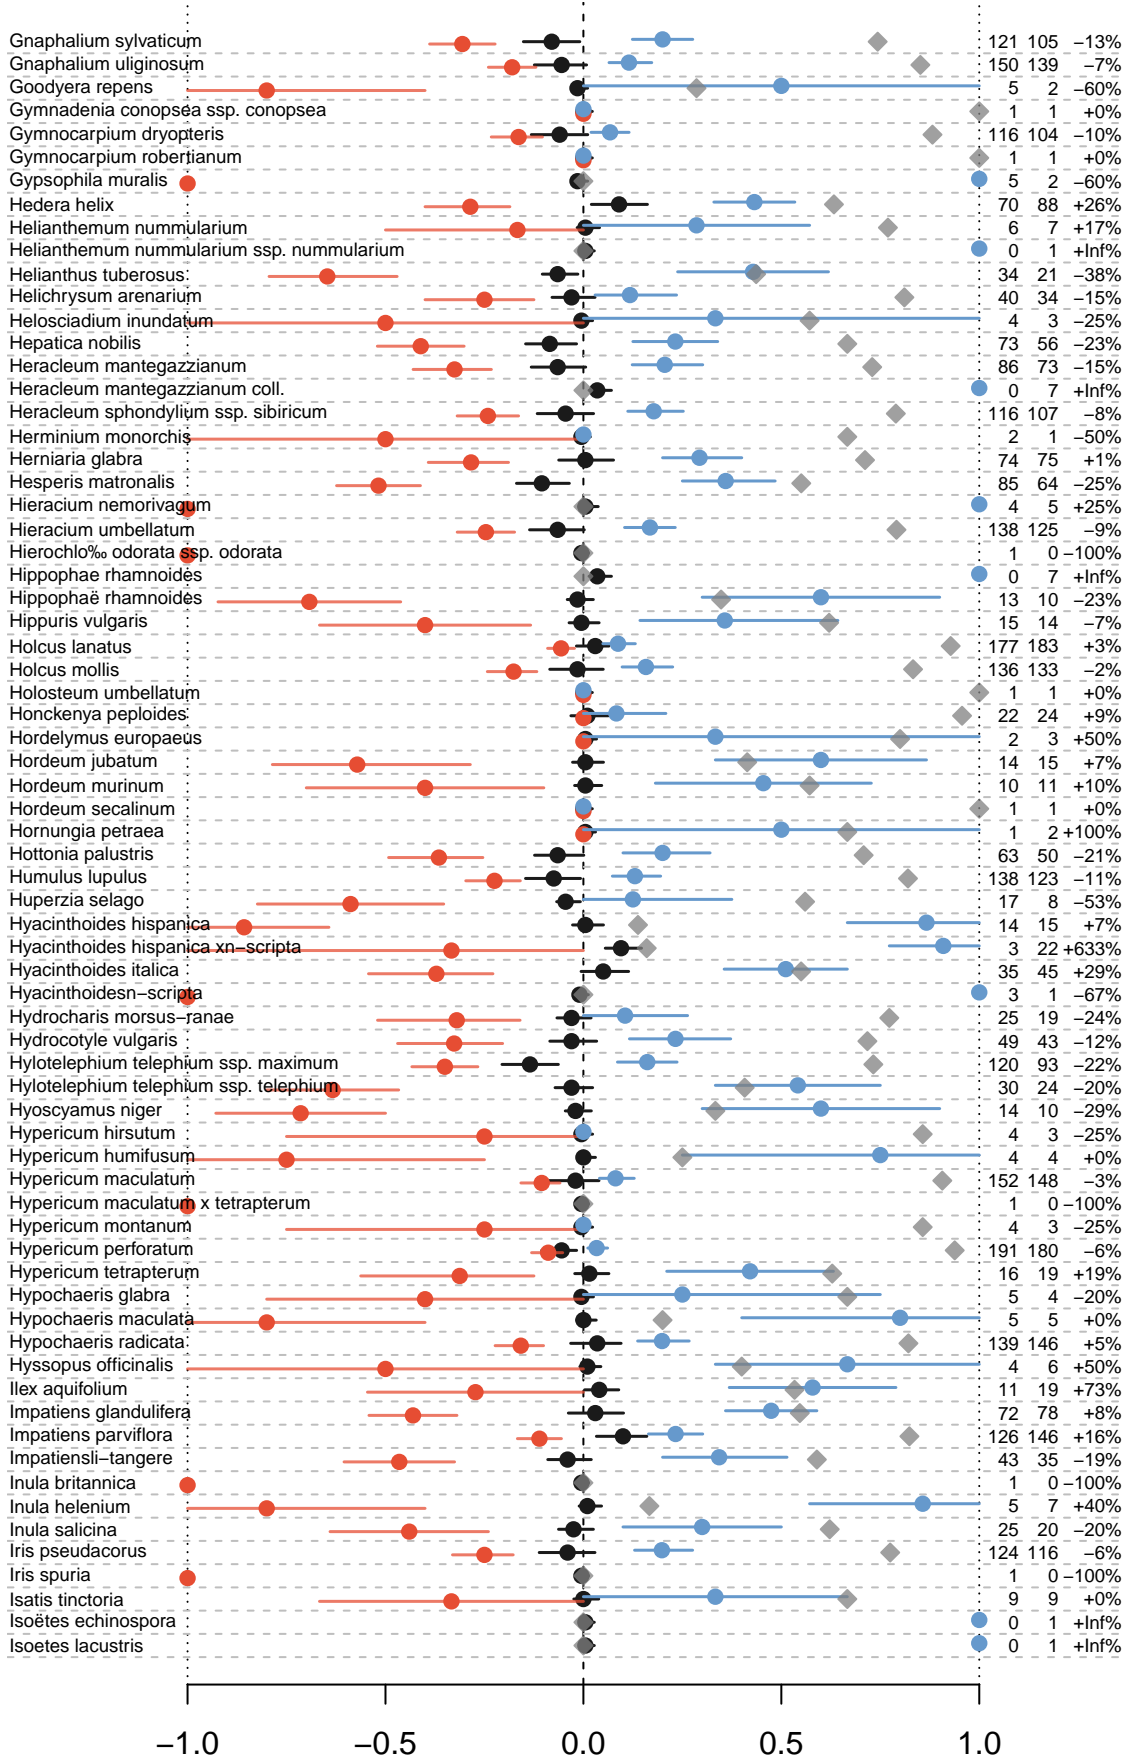 Gnaphalium sylvaticum 121 105 −13%
Gnaphalium uliginosum 150 139 −7%
Goodyera repens 5 2 −60%
Gymnadenia conopsea ssp. conopsea 1 1 +0%
Gymnocarpium dryopteris 116 104 −10%
Gymnocarpium robertianum 1 1 +0%
Gypsophila muralis 5 2 −60%
Hedera helix 70 88 +26%
Helianthemum nummularium 6 7 +17%
Helianthemum nummularium ssp. nummularium 0 1 +Inf%
Helianthus tuberosus 34 21 −38%
Helichrysum arenarium 40 34 −15%
Helosciadium inundatum 4 3 −25%
Hepatica nobilis 73 56 −23%
Heracleum mantegazzianum 86 73 −15%
Heracleum mantegazzianum coll. 0 7 +Inf%
Heracleum sphondylium ssp. sibiricum 116 107 −8%
Herminium monorchis 2 1 −50%
Herniaria glabra 74 75 +1%
Hesperis matronalis 85 64 −25%
Hieracium nemorivagum 4 5 +25%
Hieracium umbellatum 138 125 −9%
Hierochlo‰ odorata ssp. odorata 1 0 −100%
Hippophae rhamnoides 0 7 +Inf%
Hippophaë rhamnoides 13 10 −23%
Hippuris vulgaris 15 14 −7%
Holcus lanatus 177 183 +3%
Holcus mollis 136 133 −2%
Holosteum umbellatum 1 1 +0%
Honckenya peploides 22 24 +9%
Hordelymus europaeus 2 3 +50%
Hordeum jubatum 14 15 +7%
Hordeum murinum 10 11 +10%
Hordeum secalinum 1 1 +0%
Hornungia petraea 1 2 +100%
Hottonia palustris 63 50 −21%
Humulus lupulus 138 123 −11%
Huperzia selago 17 8 −53%
Hyacinthoides hispanica 14 15 +7%
Hyacinthoides hispanica xn−scripta 3 22 +633%
Hyacinthoides italica 35 45 +29%
Hyacinthoidesn−scripta 3 1 −67%
Hydrocharis morsus−ranae 25 19 −24%
Hydrocotyle vulgaris 49 43 −12%
Hylotelephium telephium ssp. maximum 120 93 −22%
Hylotelephium telephium ssp. telephium 30 24 −20%
Hyoscyamus niger 14 10 −29%
Hypericum hirsutum 4 3 −25%
Hypericum humifusum 4 4 +0%
Hypericum maculatum 152 148 −3%
Hypericum maculatum x tetrapterum 1 0 −100%
Hypericum montanum 4 3 −25%
Hypericum perforatum 191 180 −6%
Hypericum tetrapterum 16 19 +19%
Hypochaeris glabra 5 4 −20%
Hypochaeris maculata 5 5 +0%
Hypochaeris radicata 139 146 +5%
Hyssopus officinalis 4 6 +50%
Ilex aquifolium 11 19 +73%
Impatiens glandulifera 72 78 +8%
Impatiens parviflora 126 146 +16%
Impatiensli−tangere 43 35 −19%
Inula britannica 1 0 −100%
Inula helenium 5 7 +40%
Inula salicina 25 20 −20%
Iris pseudacorus 124 116 −6%
Iris spuria 1 0 −100%
Isatis tinctoria 9 9 +0%
Isoëtes echinospora 0 1 +Inf%
Isoetes lacustris 0 1 +Inf%
−1.0 −0.5 0.0 0.5 1.0